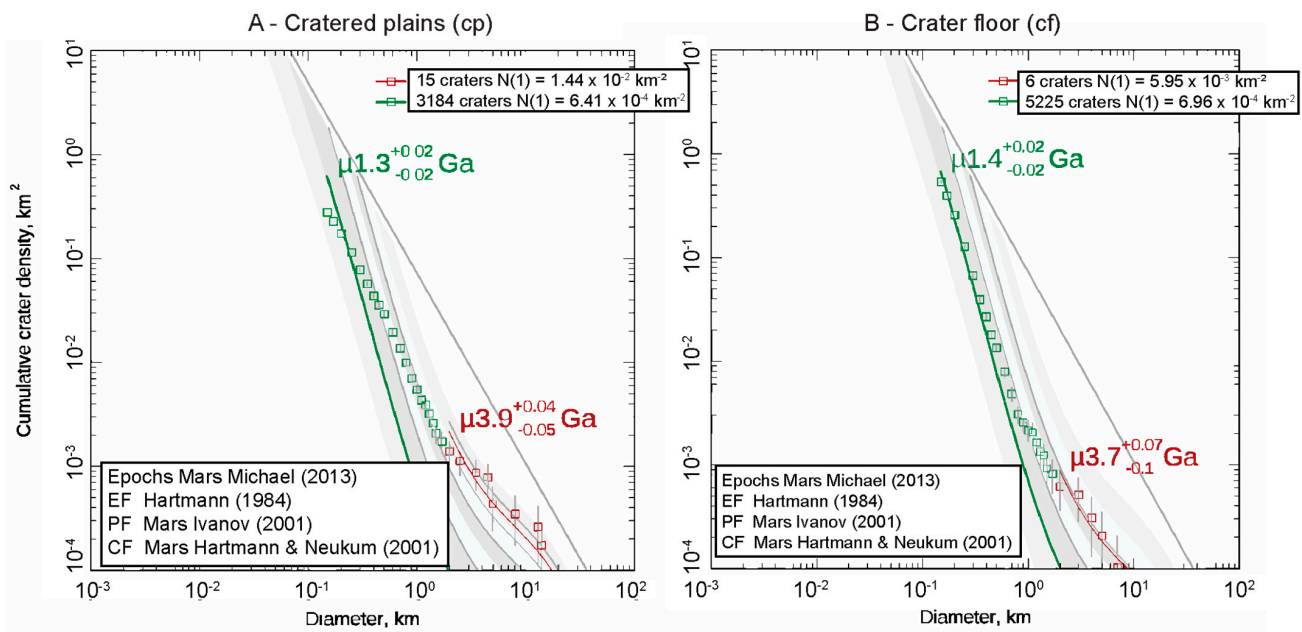 A - Cratered plains (cp)
15 craters N(1) = 1.44 x 10⁻² km⁻²
3184 craters N(1) = 6.41 x 10⁻⁴ km⁻²
µ1.3 +0.02 -0.02 Ga
µ3.9 +0.04 -0.05 Ga
Epochs Mars Michael (2013)
EF Hartmann (1984)
PF Mars Ivanov (2001)
CF Mars Hartmann & Neukum (2001)
Cumulative crater density, km²
10¹
10⁰
10⁻¹
10⁻²
10⁻³
10⁻⁴
10⁻³ 10⁻² 10⁻¹ 10⁰ 10¹ 10²
Diameter, km
B - Crater floor (cf)
6 craters N(1) = 5.95 x 10⁻³ km⁻²
5225 craters N(1) = 6.96 x 10⁻⁴ km⁻²
µ1.4 +0.02 -0.02 Ga
µ3.7 +0.07 -0.1 Ga
Epochs Mars Michael (2013)
EF Hartmann (1984)
PF Mars Ivanov (2001)
CF Mars Hartmann & Neukum (2001)
10¹
10⁰
10⁻¹
10⁻²
10⁻³
10⁻⁴
10⁻³ 10⁻² 10⁻¹ 10⁰ 10¹ 10²
Diameter, km